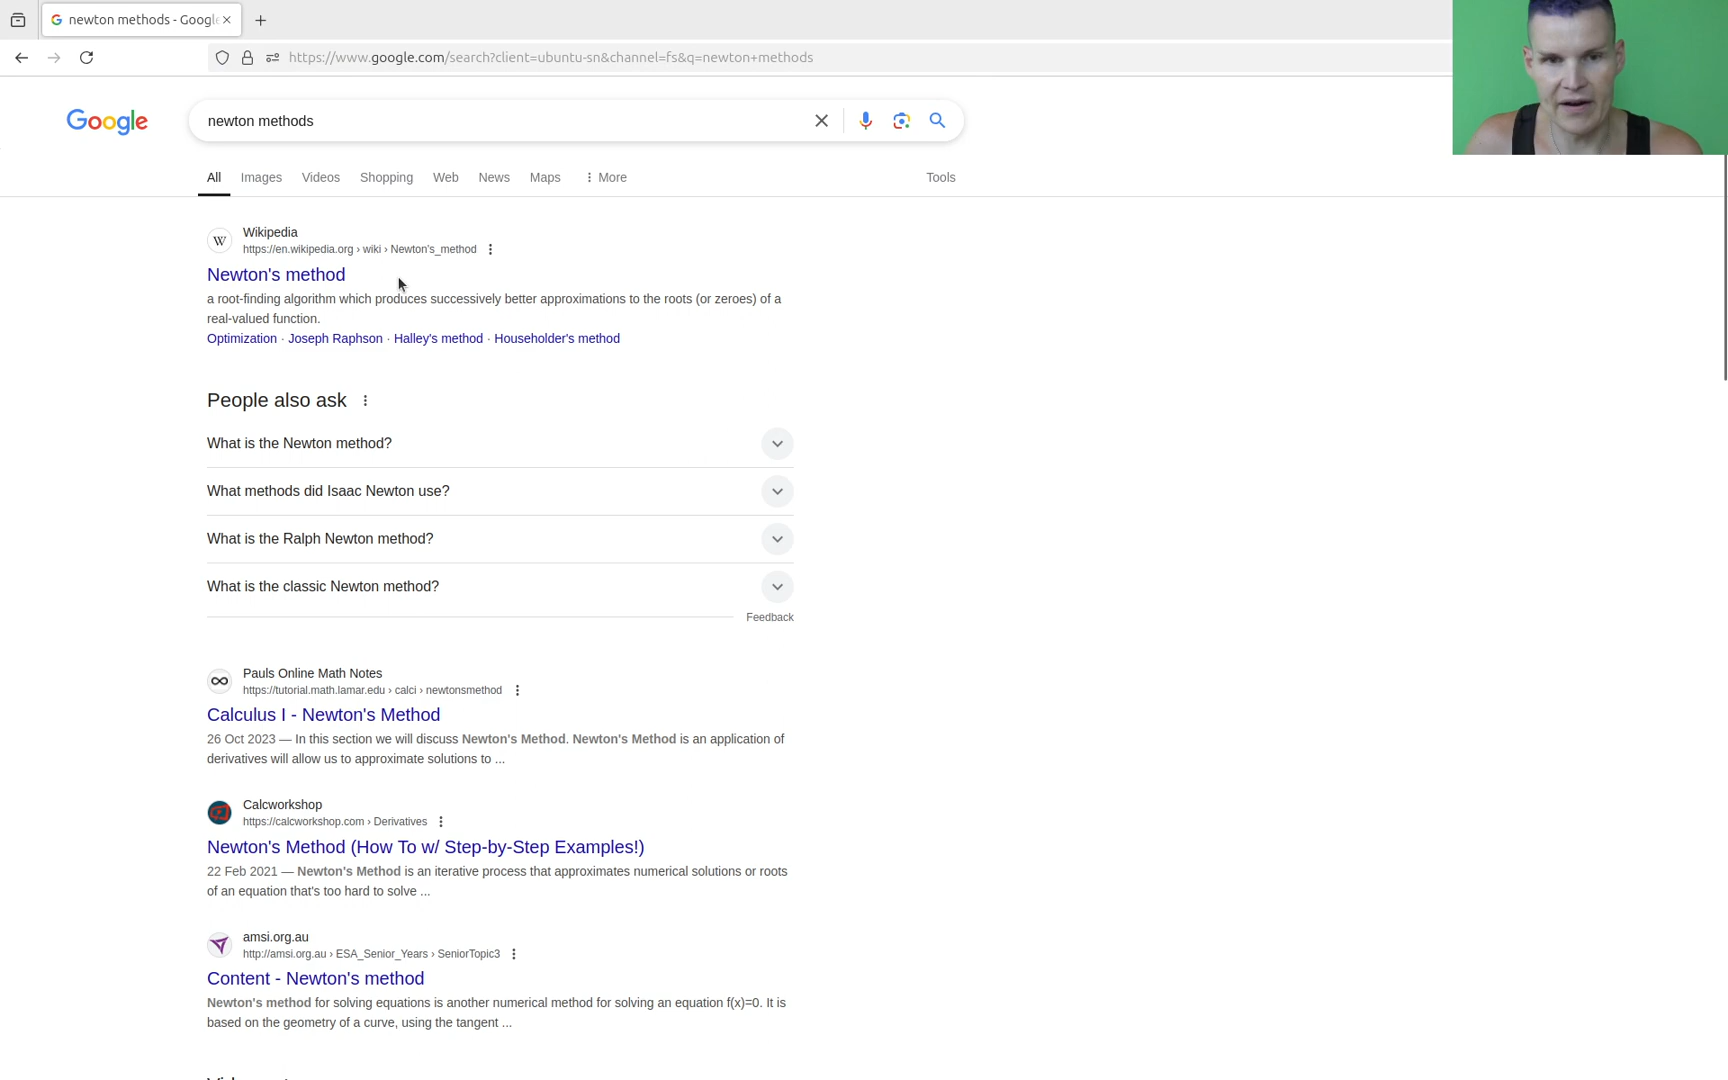 newton methods - Googl
https://www.google.com/search?client=ubuntu-sn&channel=fs&q=newton+methods
Google
newton methods
All Images Videos Shopping Web News Maps More Tools
Wikipedia
https://en.wikipedia.org › wiki › Newton's_method
Newton's method
a root-finding algorithm which produces successively better approximations to the roots (or zeroes) of a
real-valued function.
Optimization · Joseph Raphson · Halley's method · Householder's method
People also ask
What is the Newton method?
What methods did Isaac Newton use?
What is the Ralph Newton method?
What is the classic Newton method?
Feedback
Pauls Online Math Notes
https://tutorial.math.lamar.edu › calci › newtonsmethod
Calculus I - Newton's Method
26 Oct 2023 — In this section we will discuss Newton's Method. Newton's Method is an application of
derivatives will allow us to approximate solutions to ...
Calcworkshop
https://calcworkshop.com › Derivatives
Newton's Method (How To w/ Step-by-Step Examples!)
22 Feb 2021 — Newton's Method is an iterative process that approximates numerical solutions or roots
of an equation that's too hard to solve ...
amsi.org.au
http://amsi.org.au › ESA_Senior_Years › SeniorTopic3
Content - Newton's method
Newton's method for solving equations is another numerical method for solving an equation f(x)=0. It is
based on the geometry of a curve, using the tangent ...